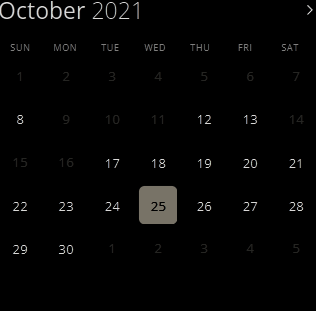 October 2021
SUN MON TUE WED THU FRI SAT
1 2 3 4 5 6 7
8 9 10 11 12 13 14
15 16 17 18 19 20 21
22 23 24 25 26 27 28
29 30 1 2 3 4 5